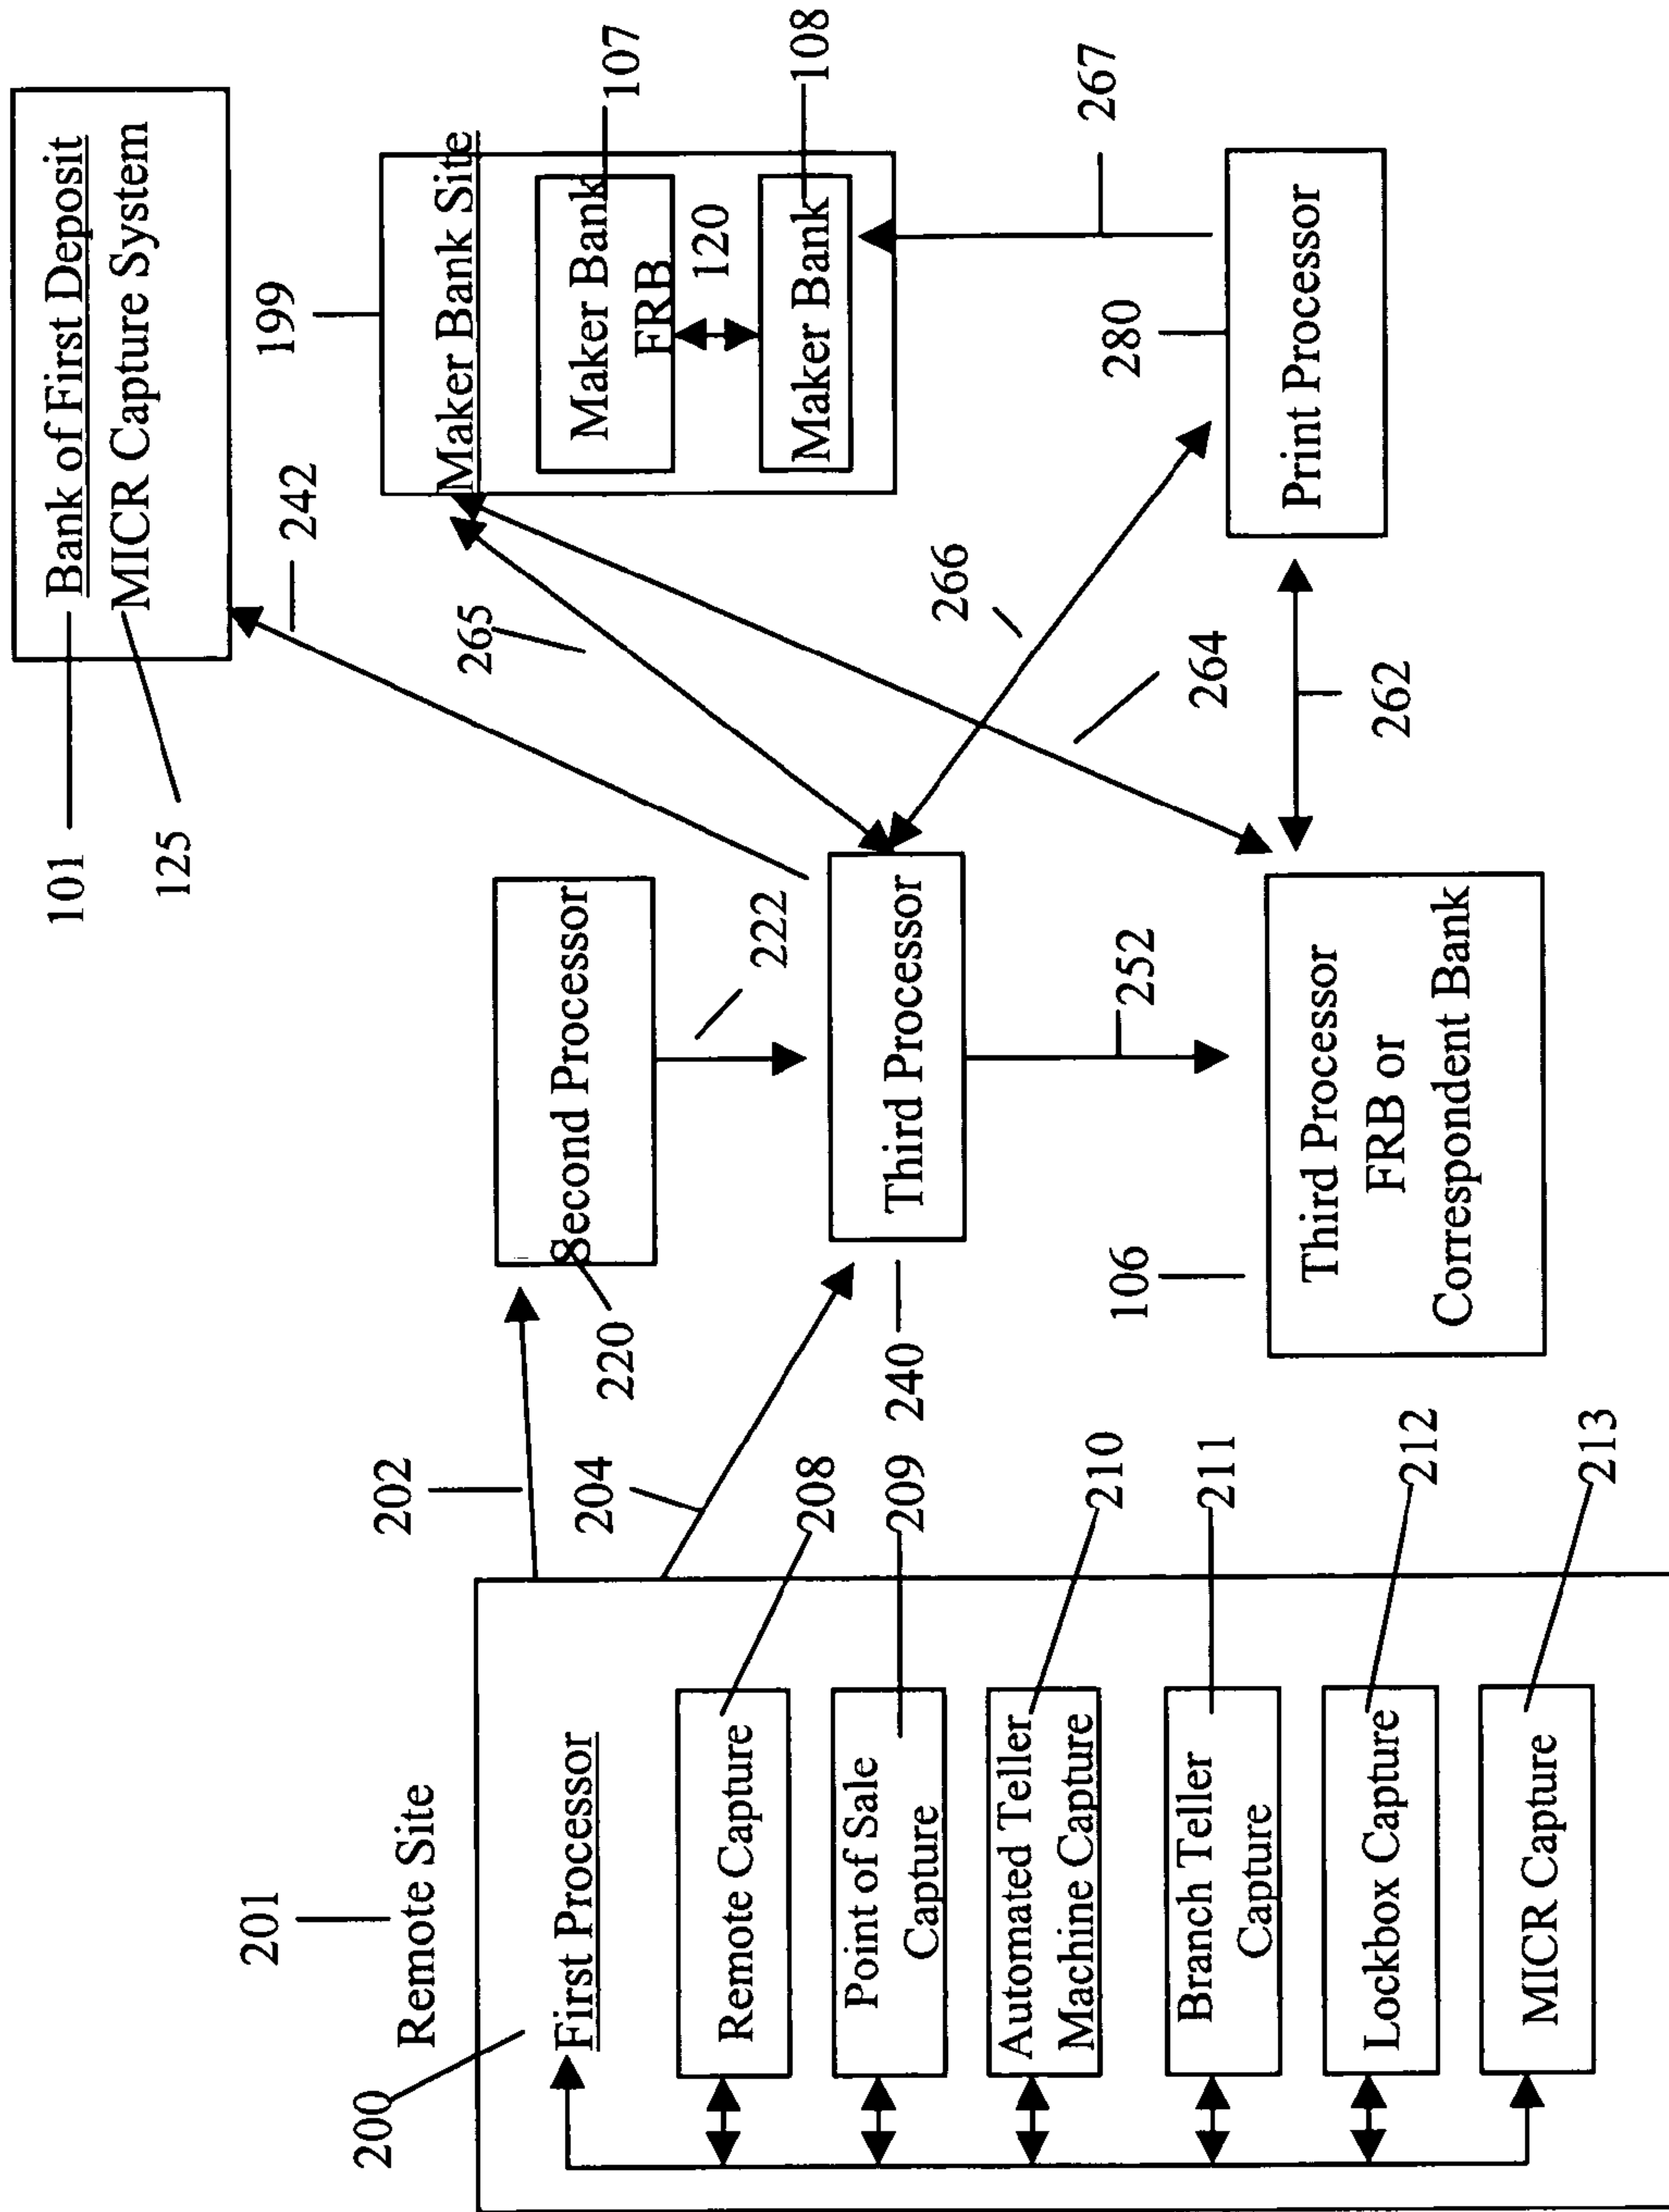 101
Bank of First Deposit
MICR Capture System
125
242
199
Maker Bank Site
Maker Bank
FRB
107
120
Maker Bank
108
265
267
Second Processor
220
222
266
280
Print Processor
264
262
Third Processor
240
252
106
Third Processor
FRB or
Correspondent Bank
201
Remote Site
200
First Processor
202
204
Remote Capture
208
Point of Sale
Capture
209
Automated Teller
Machine Capture
210
Branch Teller
Capture
211
Lockbox Capture
212
MICR Capture
213